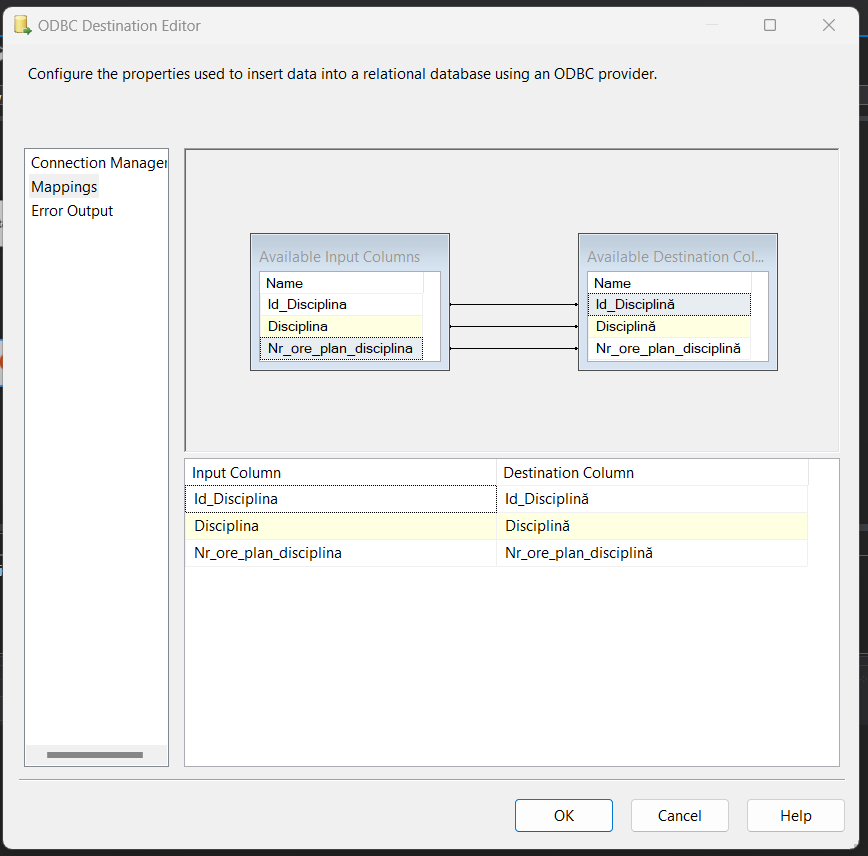 ODBC Destination Editor
Configure the properties used to insert data into a relational database using an ODBC provider.
Connection Manager
Mappings
Error Output
Available Input Columns
Name
Id_Disciplina
Disciplina
Nr_ore_plan_disciplina
Available Destination Col...
Name
Id_Disciplină
Disciplină
Nr_ore_plan_disciplină
Input Column Destination Column
Id_Disciplina Id_Disciplină
Disciplina Disciplină
Nr_ore_plan_disciplina Nr_ore_plan_disciplină
OK Cancel Help